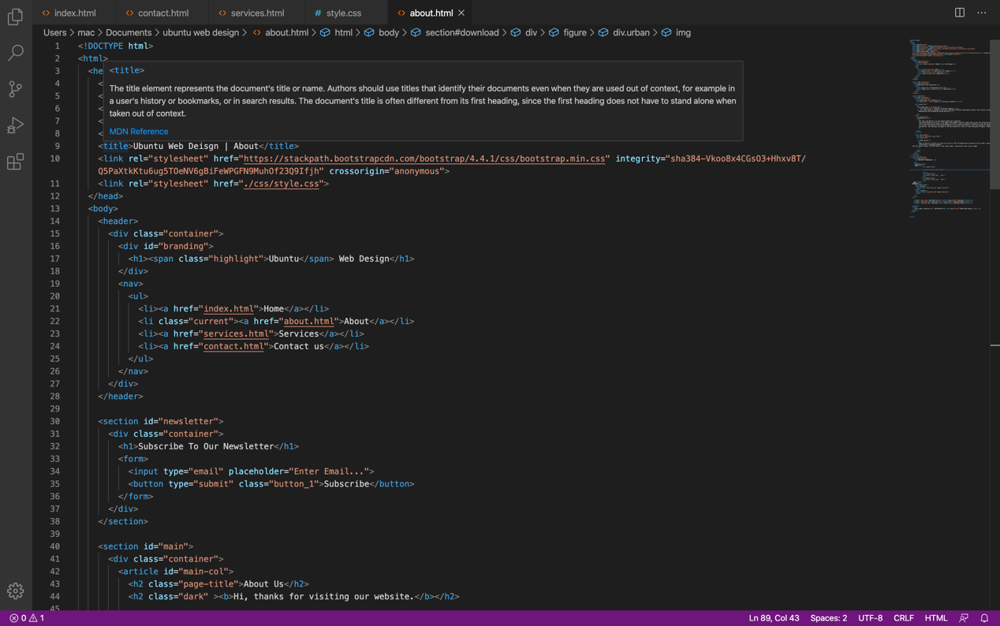 index.html contact.html services.html # style.css about.html
Users > mac > Documents > ubuntu web design > about.html > html > body > section#download > div > figure > div.urban > img
1 <!DOCTYPE html>
2 <html>
3 <he
<title>
The title element represents the document's title or name. Authors should use titles that identify their documents even when they are used out of context, for example in
a user's history or bookmarks, or in search results. The document's title is often different from its first heading, since the first heading does not have to stand alone when
taken out of context.
MDN Reference
4 <
5 <
6 <
7 <
8 <
9 <title>Ubuntu Web Deisgn | About</title>
10 <link rel="stylesheet" href="https://stackpath.bootstrapcdn.com/bootstrap/4.4.1/css/bootstrap.min.css" integrity="sha384-Vkoo8x4CGsO3+Hhxv8T/
Q5PaXtkKtu6ug5TOeNV6gBiFeWPGFN9MuhOf23Q9Ifjh" crossorigin="anonymous">
11 <link rel="stylesheet" href="./css/style.css">
12 </head>
13 <body>
14 <header>
15 <div class="container">
16 <div id="branding">
17 <h1><span class="highlight">Ubuntu</span> Web Design</h1>
18 </div>
19 <nav>
20 <ul>
21 <li><a href="index.html">Home</a></li>
22 <li class="current"><a href="about.html">About</a></li>
23 <li><a href="services.html">Services</a></li>
24 <li><a href="contact.html">Contact us</a></li>
25 </ul>
26 </nav>
27 </div>
28 </header>
29
30 <section id="newsletter">
31 <div class="container">
32 <h1>Subscribe To Our Newsletter</h1>
33 <form>
34 <input type="email" placeholder="Enter Email...">
35 <button type="submit" class="button_1">Subscribe</button>
36 </form>
37 </div>
38 </section>
39
40 <section id="main">
41 <div class="container">
42 <article id="main-col">
43 <h2 class="page-title">About Us</h2>
44 <h2 class="dark" ><b>Hi, thanks for visiting our website.</b></h2>
45
0 1 Ln 89, Col 43 Spaces: 2 UTF-8 CRLF HTML